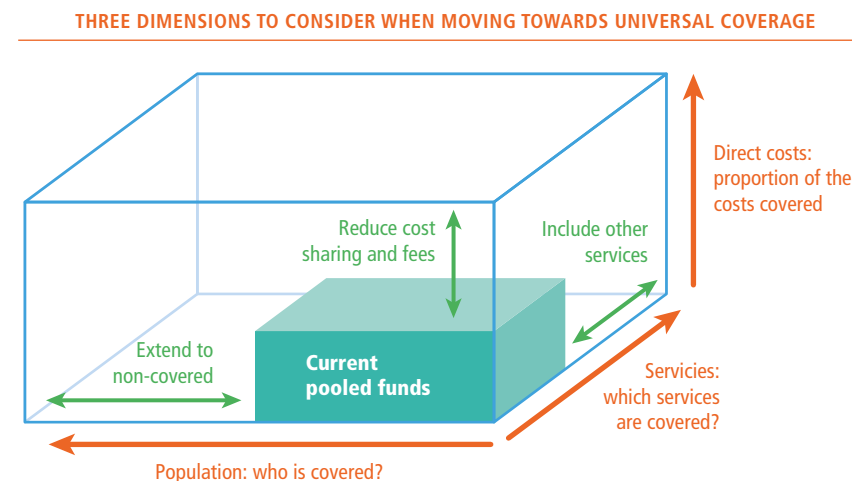 THREE DIMENSIONS TO CONSIDER WHEN MOVING TOWARDS UNIVERSAL COVERAGE
Direct costs:
proportion of the
costs covered
Reduce cost
sharing and fees
Include other
services
Extend to
non-covered
Current
pooled funds
Servicies:
which services
are covered?
Population: who is covered?